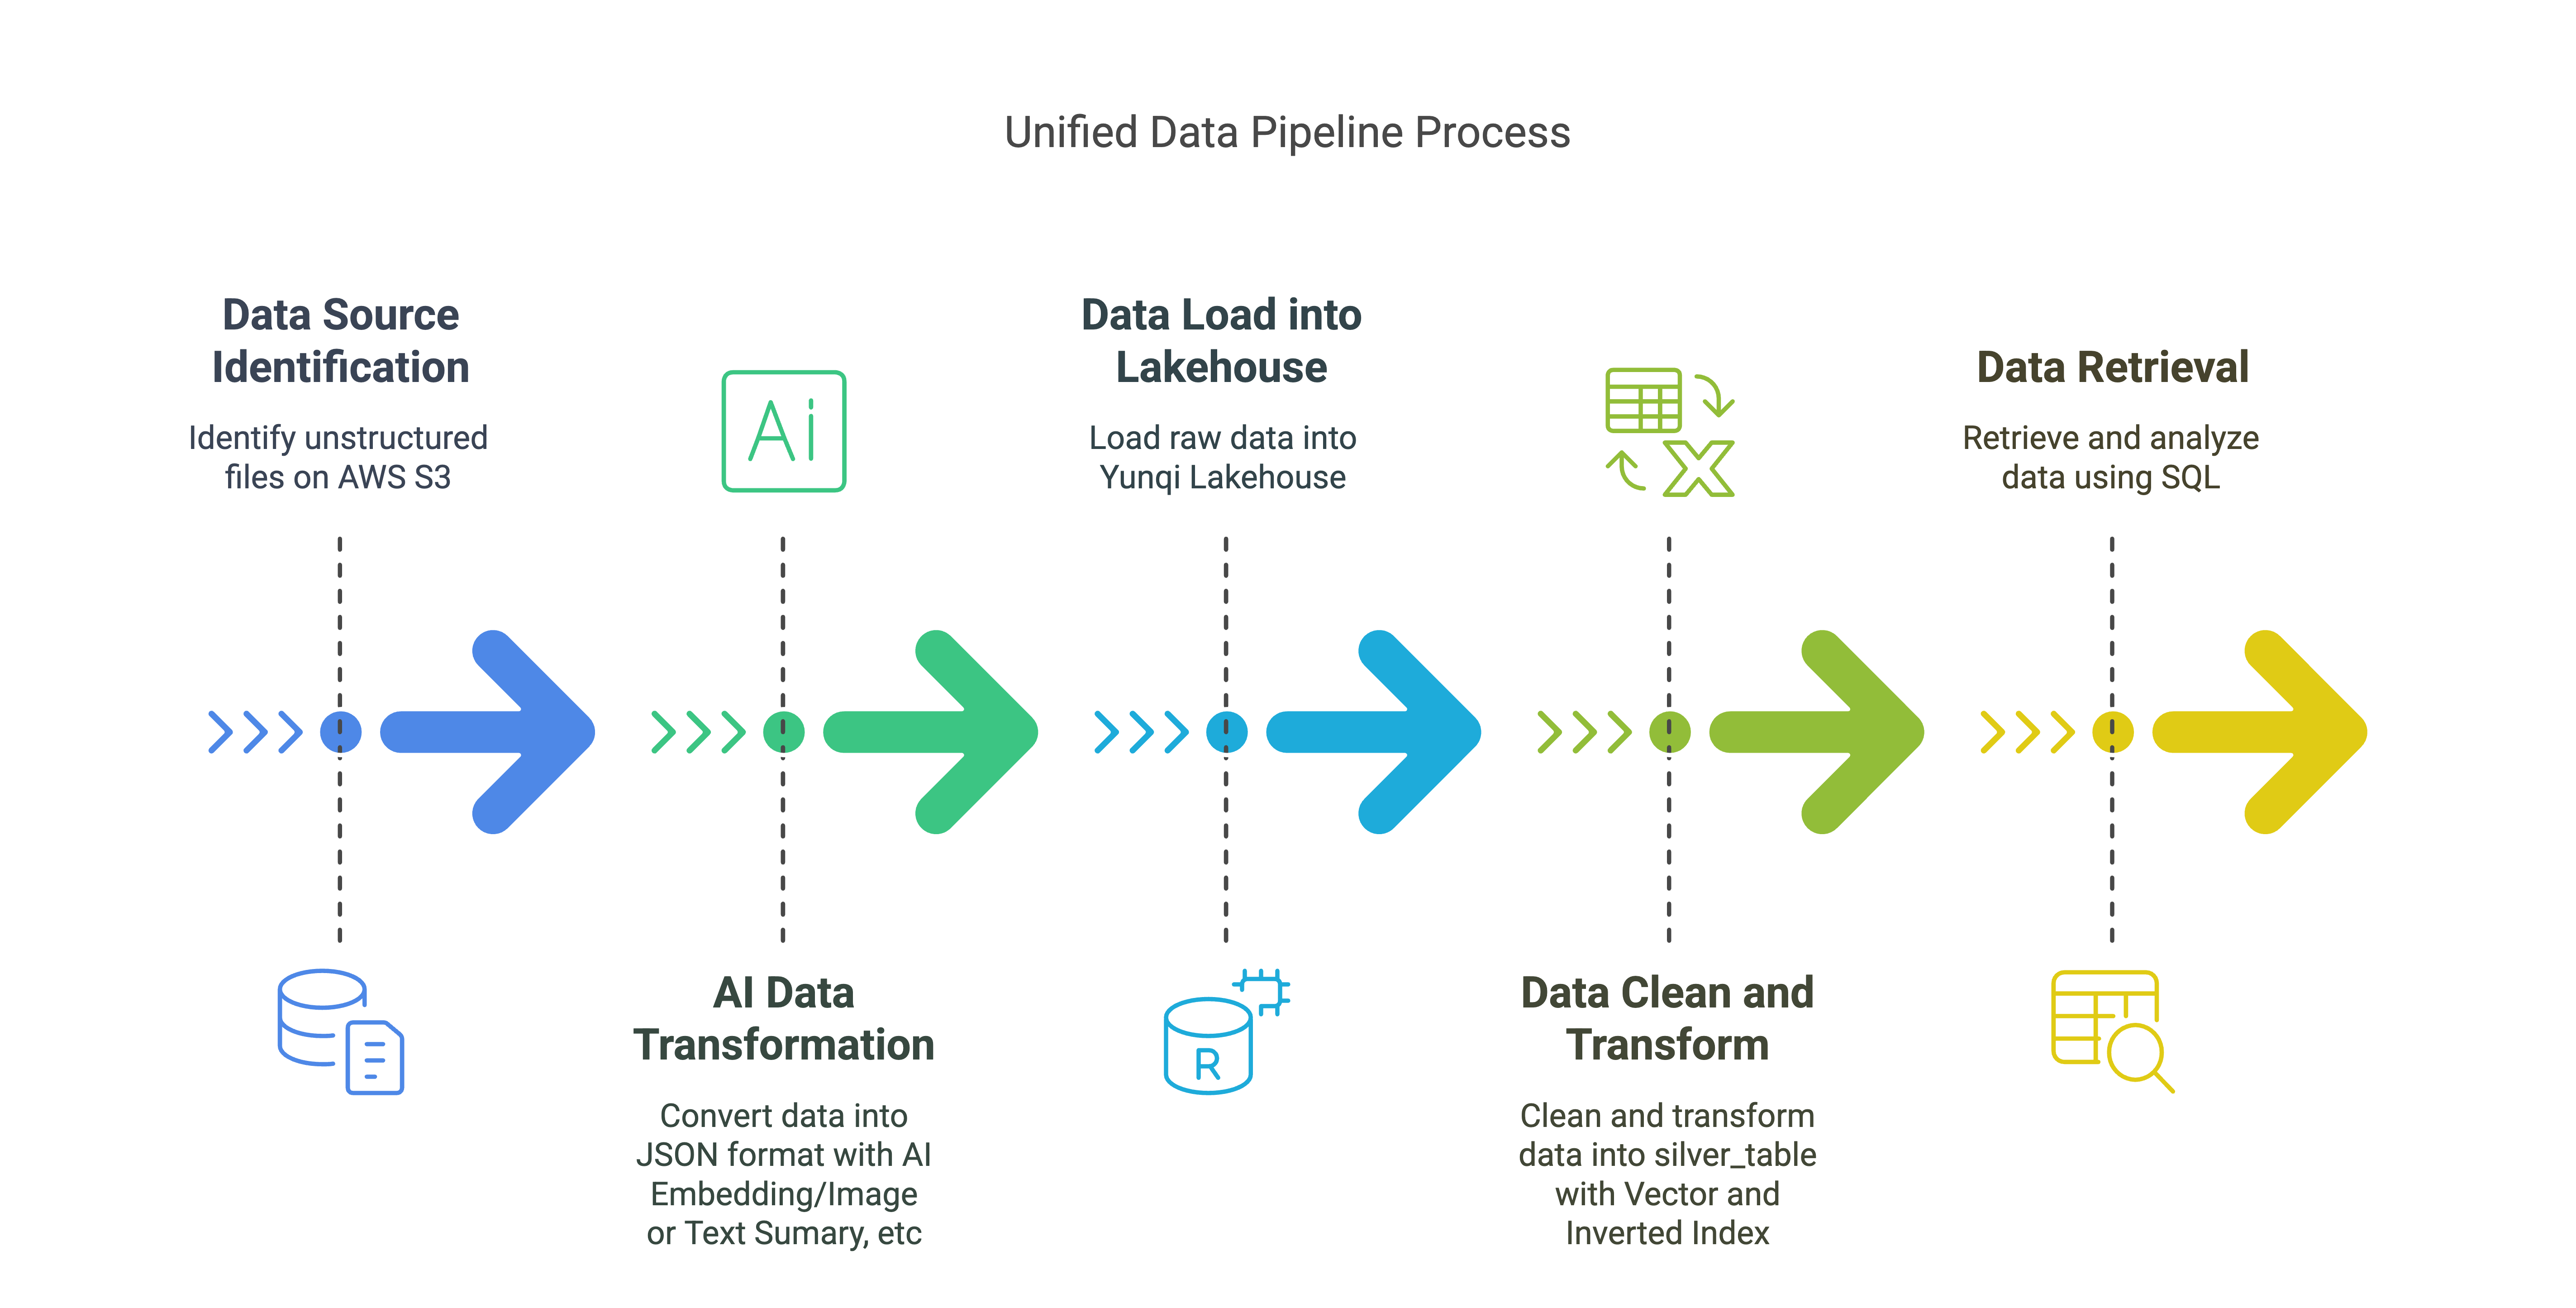 Unified Data Pipeline Process
Data Source
Identification
Identify unstructured
files on AWS S3
Ai
AI Data
Transformation
Convert data into
JSON format with AI
Embedding/Image
or Text Sumary, etc
Data Load into
Lakehouse
Load raw data into
Yunqi Lakehouse
R
X
Data Clean and
Transform
Clean and transform
data into silver_table
with Vector and
Inverted Index
Data Retrieval
Retrieve and analyze
data using SQL